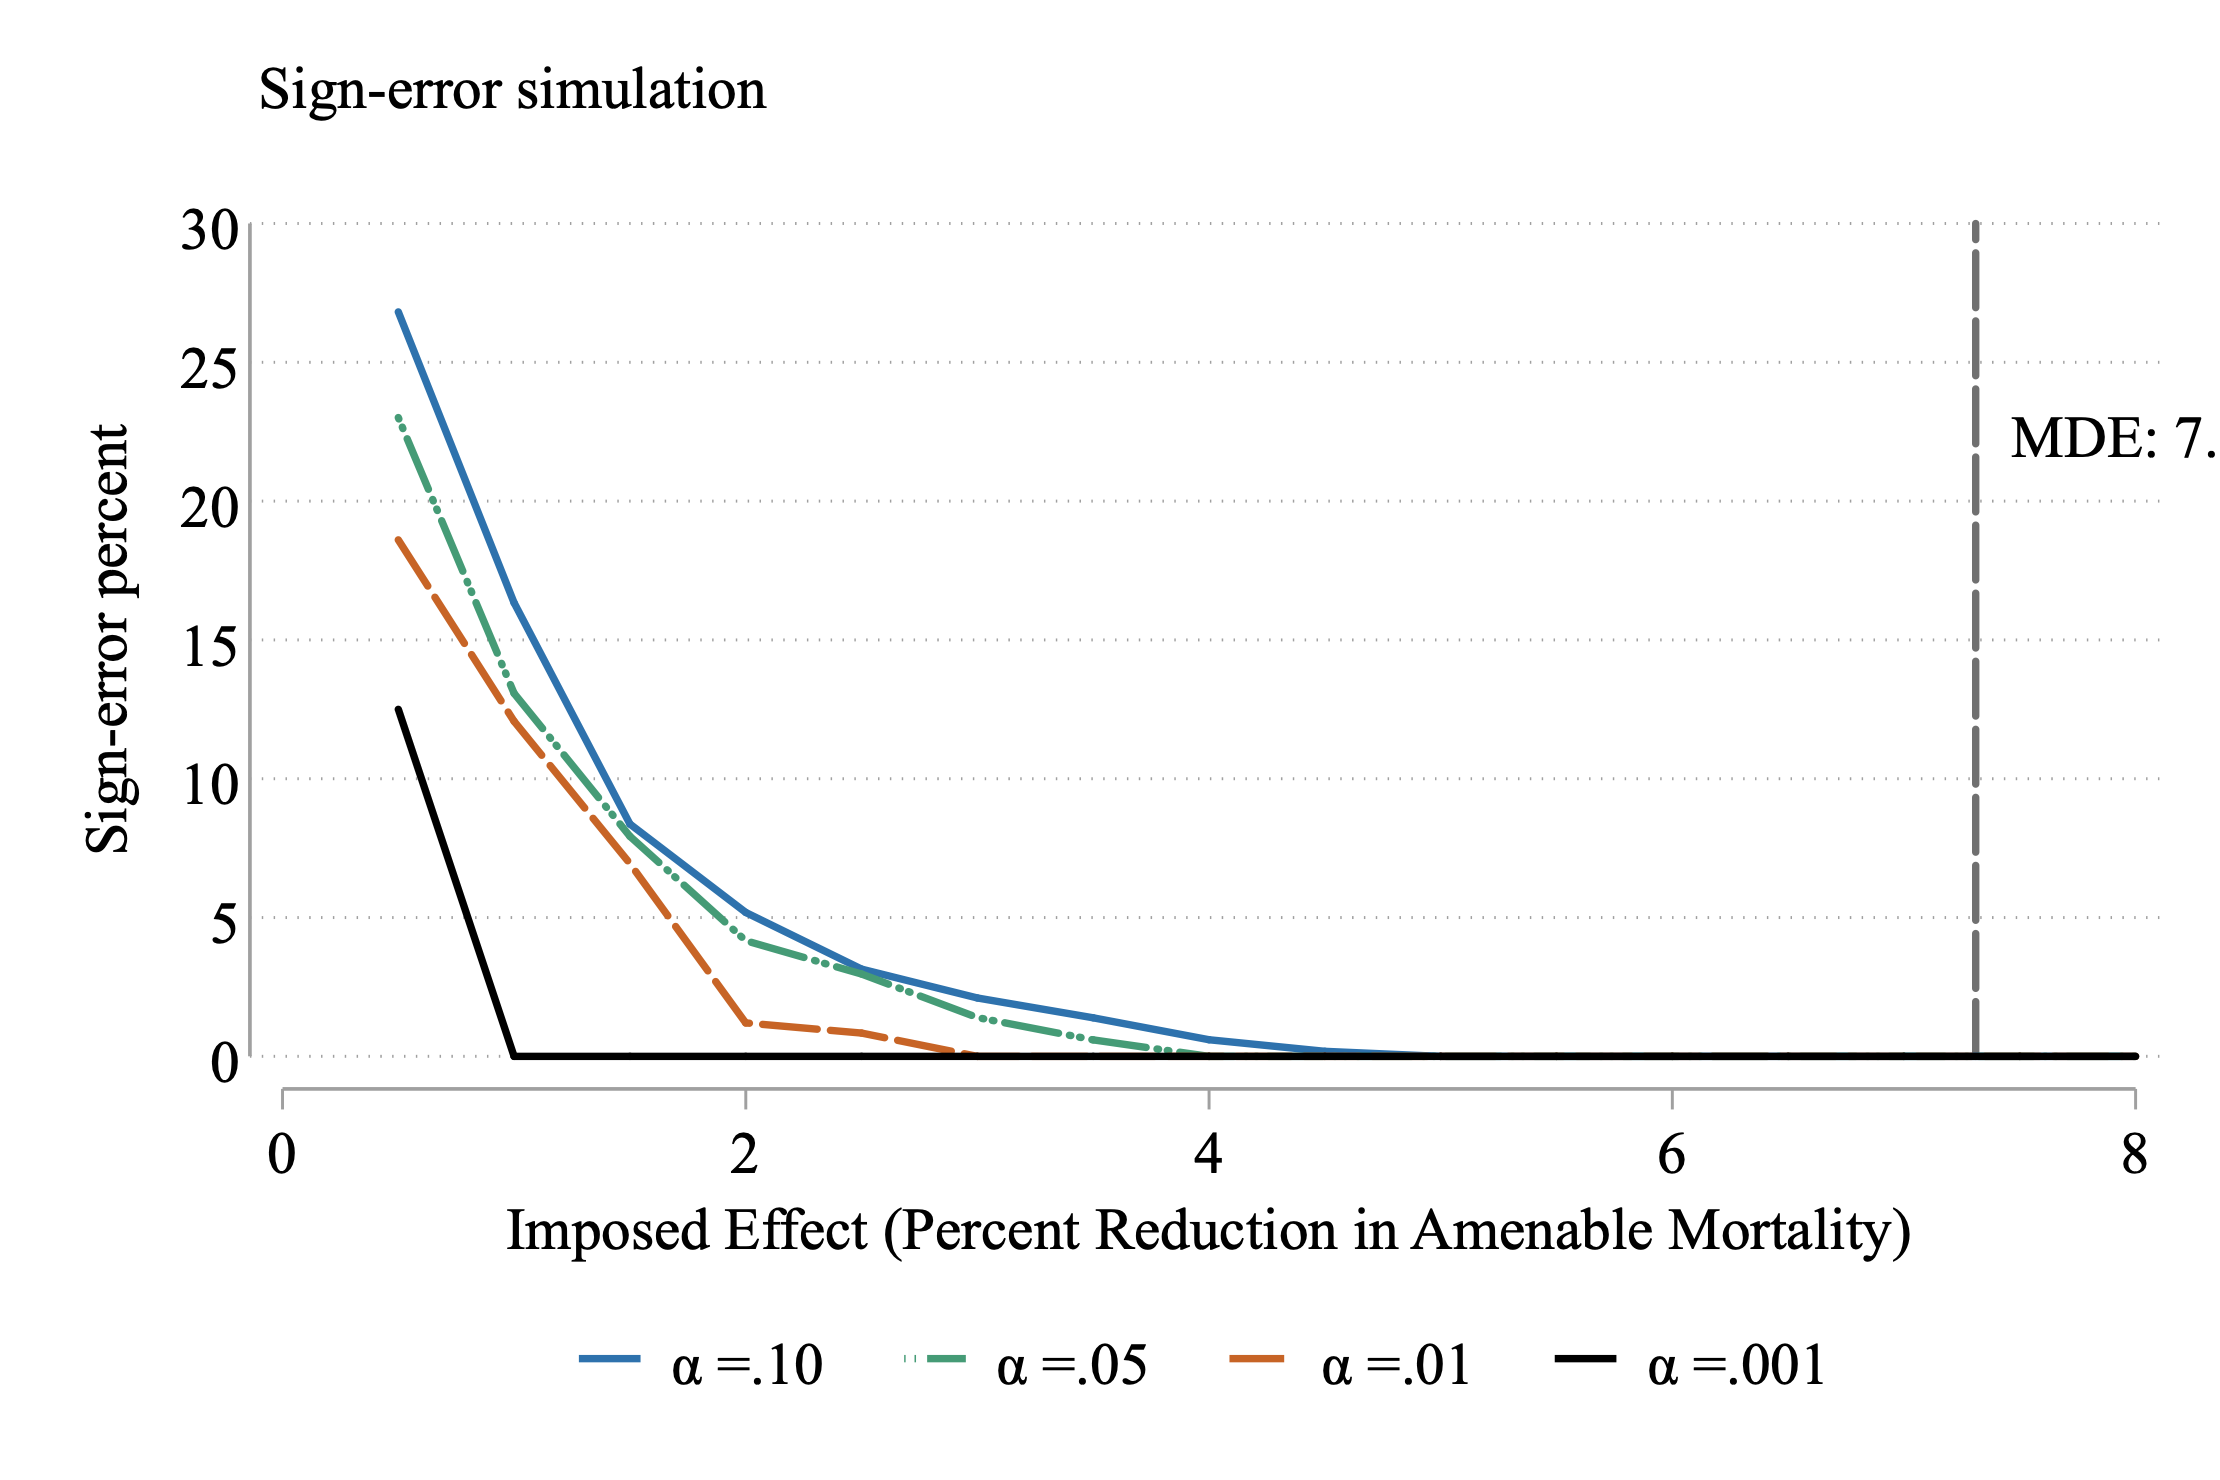 Sign-error simulation
30
25
20
15
10
5
0
Sign-error percent
MDE: 7.
0 2 4 6 8
Imposed Effect (Percent Reduction in Amenable Mortality)
α =.10 α =.05 α =.01 α =.001